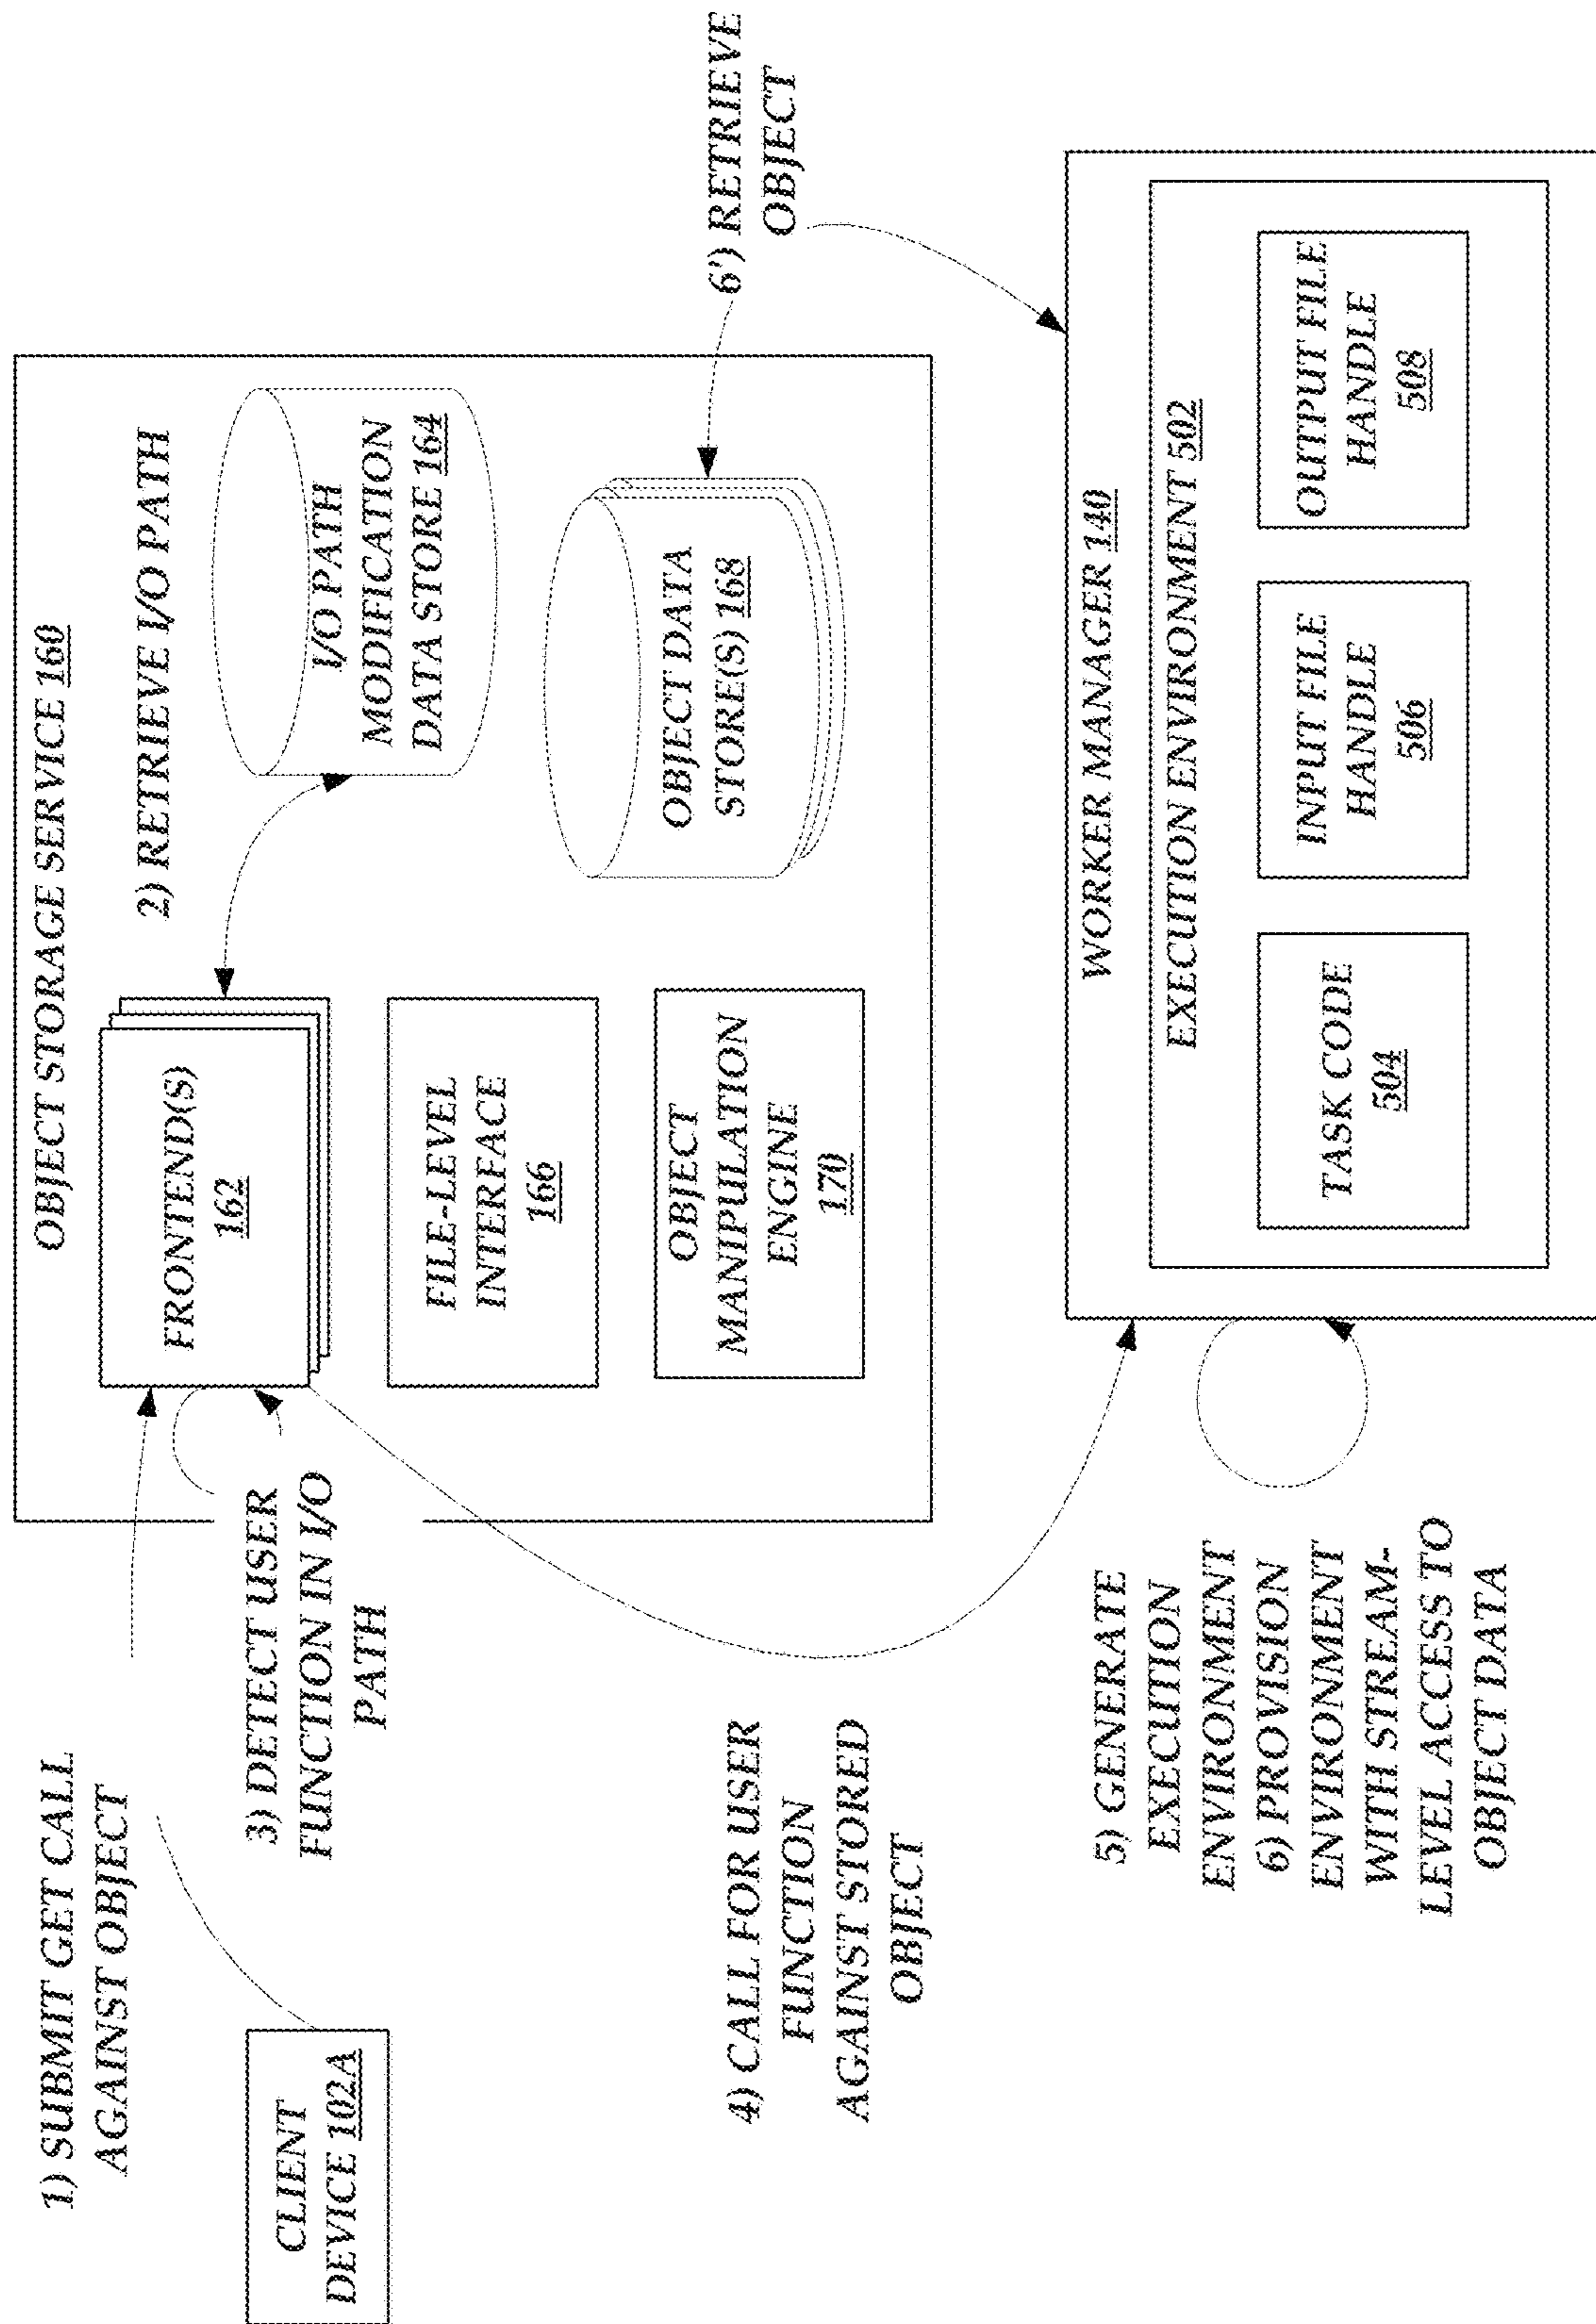 1) SUBMIT GET CALL
AGAINST OBJECT
CLIENT
DEVICE 102A
OBJECT STORAGE SERVICE 160
FRONTEND(S)
162
2) RETRIEVE I/O PATH
I/O PATH
MODIFICATION
DATA STORE 164
3) DETECT USER
FUNCTION IN I/O
PATH
FILE-LEVEL
INTERFACE
166
OBJECT
MANIPULATION
ENGINE
170
OBJECT DATA
STORE(S) 168
4) CALL FOR USER
FUNCTION
AGAINST STORED
OBJECT
6') RETRIEVE
OBJECT
5) GENERATE
EXECUTION
ENVIRONMENT
6) PROVISION
ENVIRONMENT
WITH STREAM-
LEVEL ACCESS TO
OBJECT DATA
WORKER MANAGER 140
EXECUTION ENVIRONMENT 502
TASK CODE
504
INPUT FILE
HANDLE
506
OUTPUT FILE
HANDLE
508